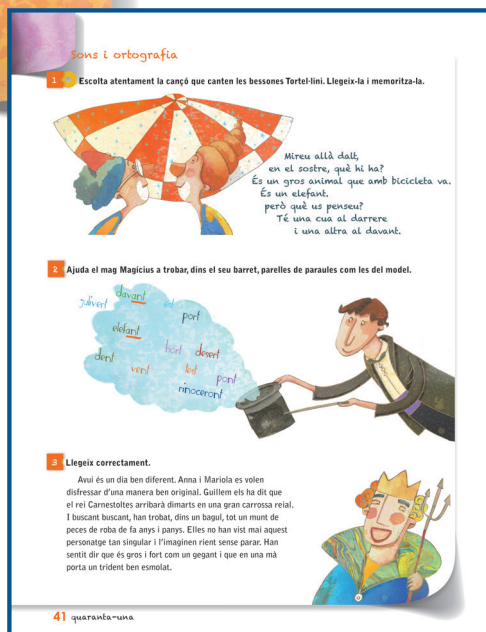 Sons i ortografia
1 Escolta atentament la cançó que canten les bessones Tortel·lini. Llegeix-la i memoritza-la.
Mireu allà dalt,
en el sostre, què hi ha?
És un gros animal que amb bicicleta va.
És un elefant.
però què us penseu?
Té una cua al darrere
i una altra al davant.
2 Ajuda el mag Magícius a trobar, dins el seu barret, parelles de paraules com les del model.
julivert
davant
port
elefant
hort
desert
dent
vent
lent
pont
rinoceront
3 Llegeix correctament.
Avui és un dia ben diferent. Anna i Mariola es volen
disfressar d'una manera ben original. Guillem els ha dit que
el rei Carnestoltes arribarà dimarts en una gran carrossa reial.
I buscant buscant, han trobat, dins un bagul, tot un munt de
peces de roba de fa anys i panys. Elles no han vist mai aquest
personatge tan singular i l'imaginen rient sense parar. Han
sentit dir que és gros i fort com un gegant i que en una mà
porta un trident ben esmolat.
41 quaranta-una